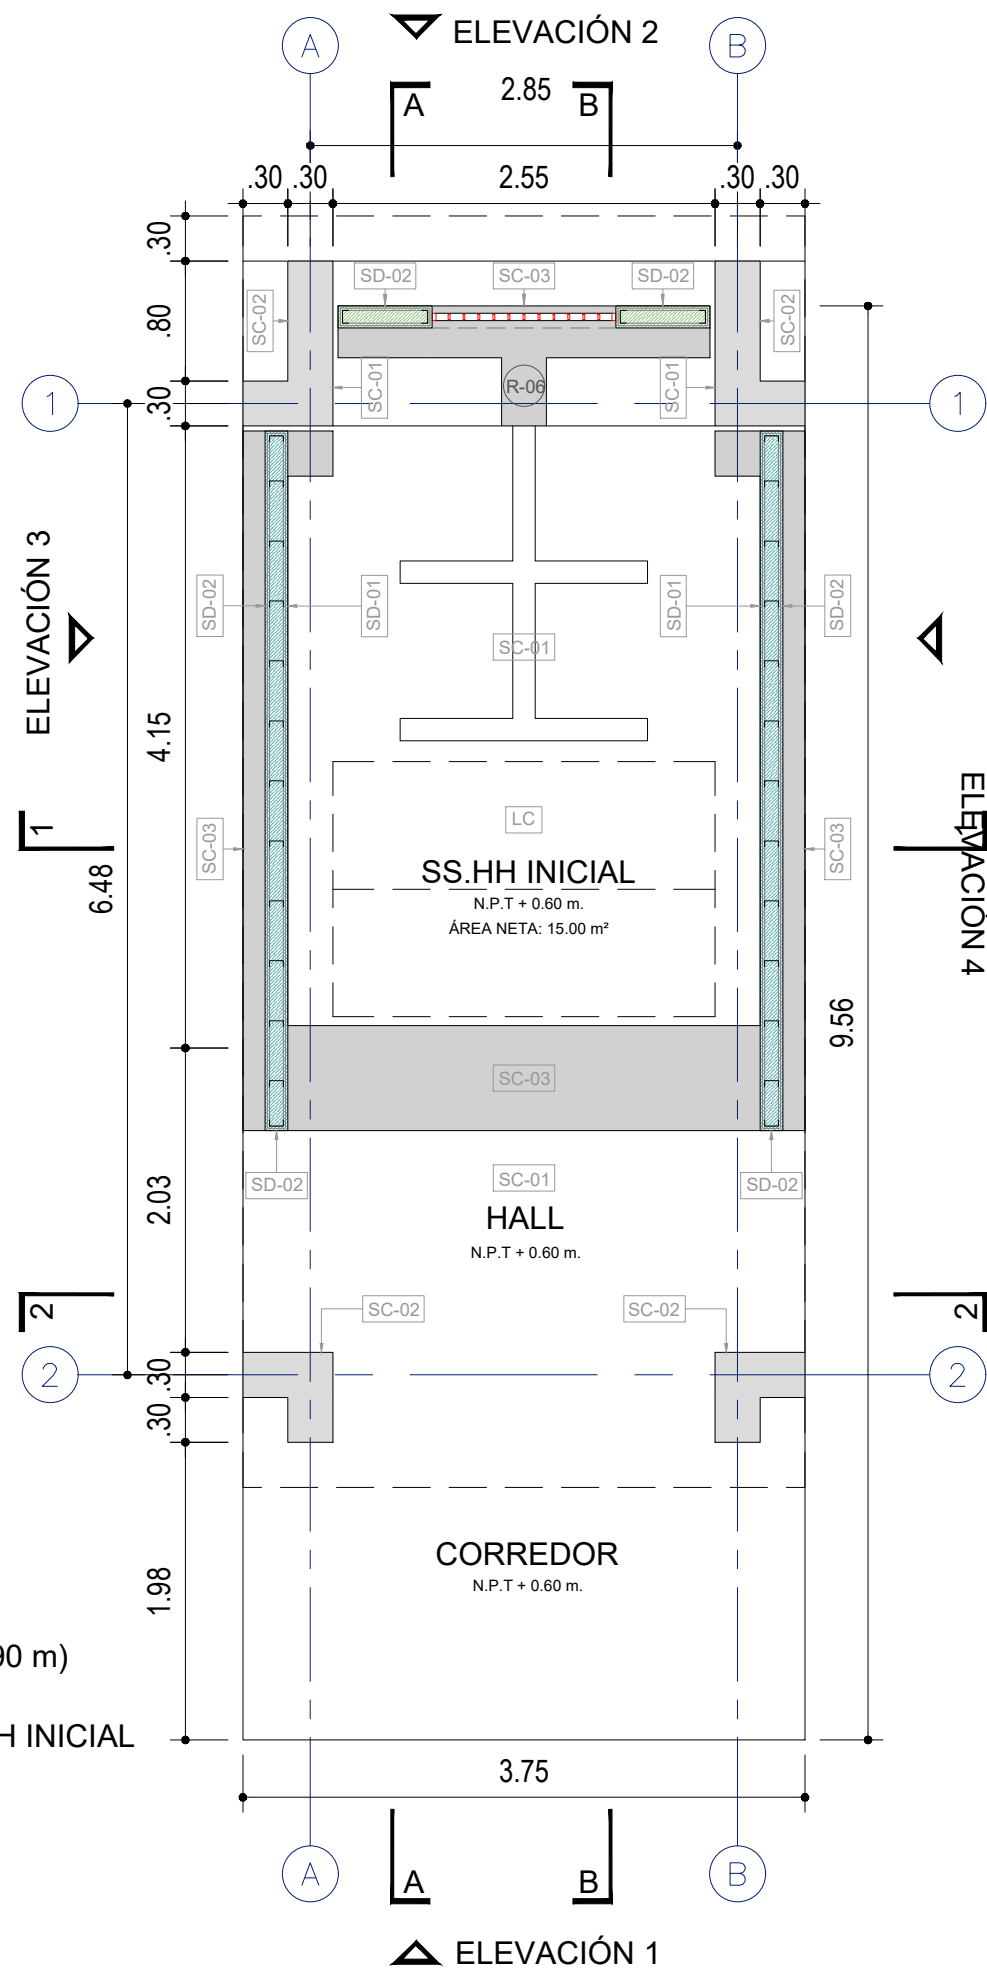 ELEVACIÓN 2
A
B
2.85
A
B
.30
.30
2.55
.30
.30
.30
SD-02
SC-03
SD-02
SC-02
SC-02
.80
SC-01
R-06
SC-01
1
.30
1
ELEVACIÓN 3
SD-02
SD-01
SD-01
SD-02
SC-01
4.15
LC
1
SC-03
SC-03
1
ELEVACIÓN 4
6.48
SS.HH INICIAL
N.P.T + 0.60 m.
ÁREA NETA: 15.00 m²
9.56
SC-03
SD-02
SC-01
SD-02
2.03
HALL
N.P.T + 0.60 m.
2
SC-02
SC-02
2
2
.30
2
.30
CORREDOR
N.P.T + 0.60 m.
1.98
90 m)
H INICIAL
3.75
A
A
B
B
ELEVACIÓN 1